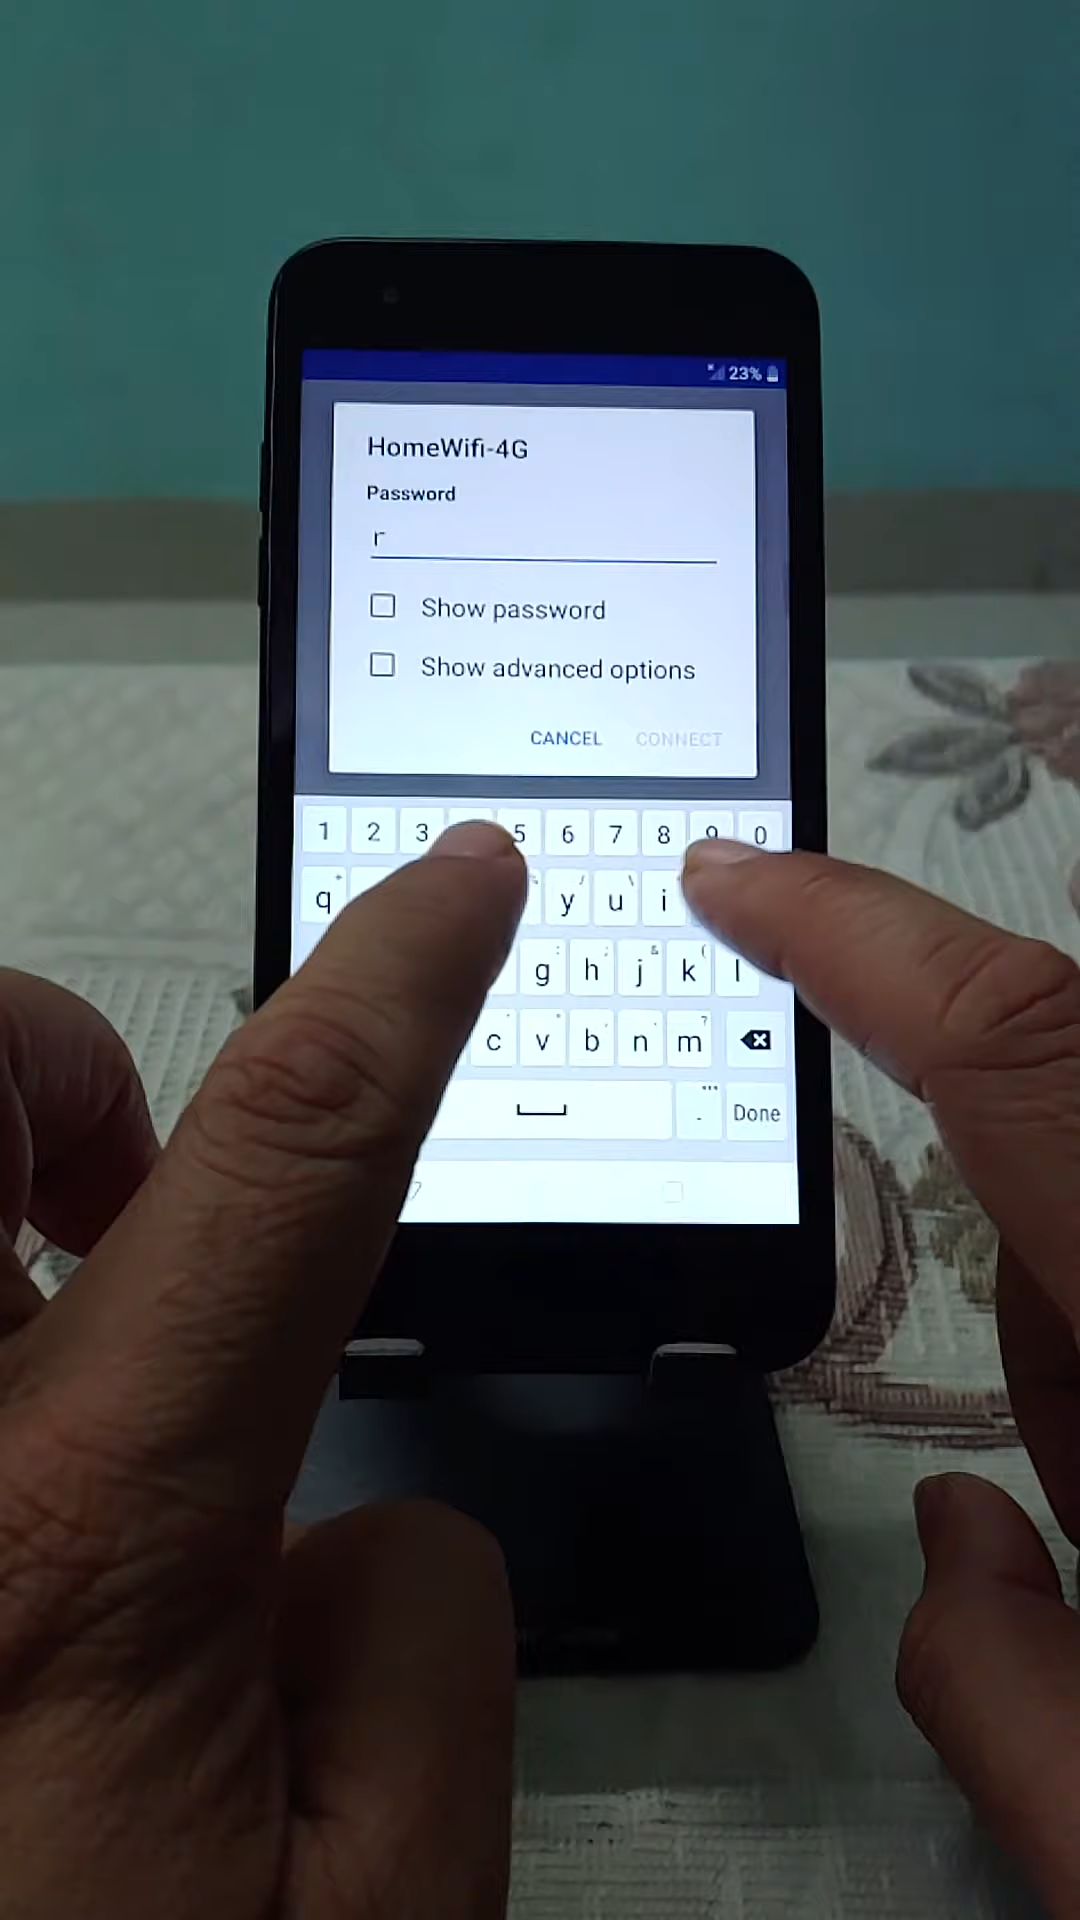 23%
HomeWifi-4G
Password
r
Show password
Show advanced options
CANCEL CONNECT
1 2 3 5 6 7 8 9 0
q y u i
g h j k l
c v b n m
. Done